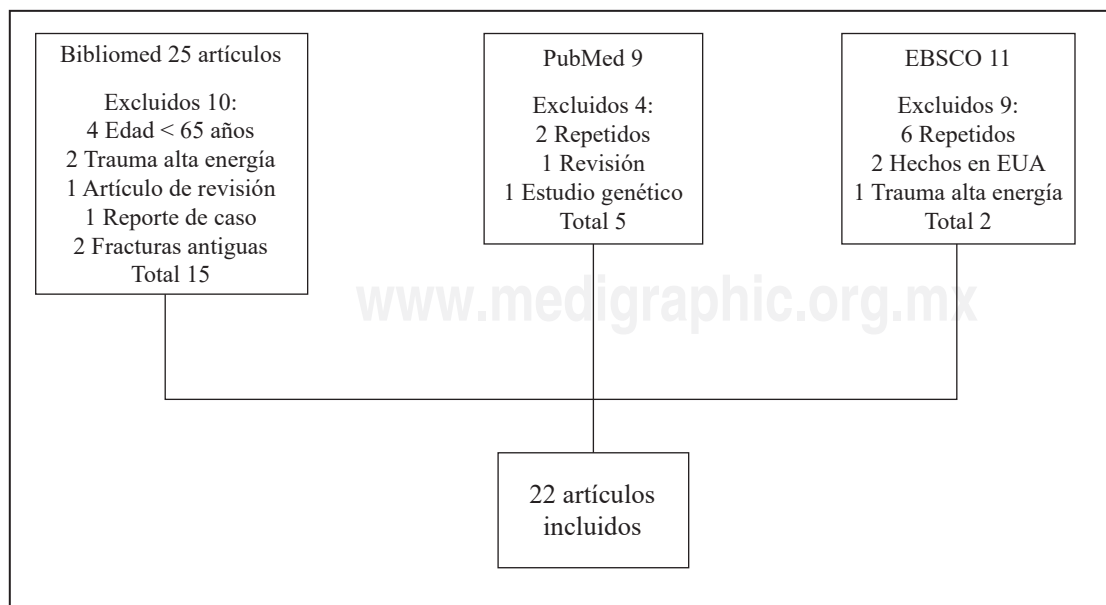 Bibliomed 25 artículos
Excluidos 10:
4 Edad < 65 años
2 Trauma alta energía
1 Artículo de revisión
1 Reporte de caso
2 Fracturas antiguas
Total 15
PubMed 9
Excluidos 4:
2 Repetidos
1 Revisión
1 Estudio genético
Total 5
EBSCO 11
Excluidos 9:
6 Repetidos
2 Hechos en EUA
1 Trauma alta energía
Total 2
www.medigraphic.org.mx
22 artículos
incluidos